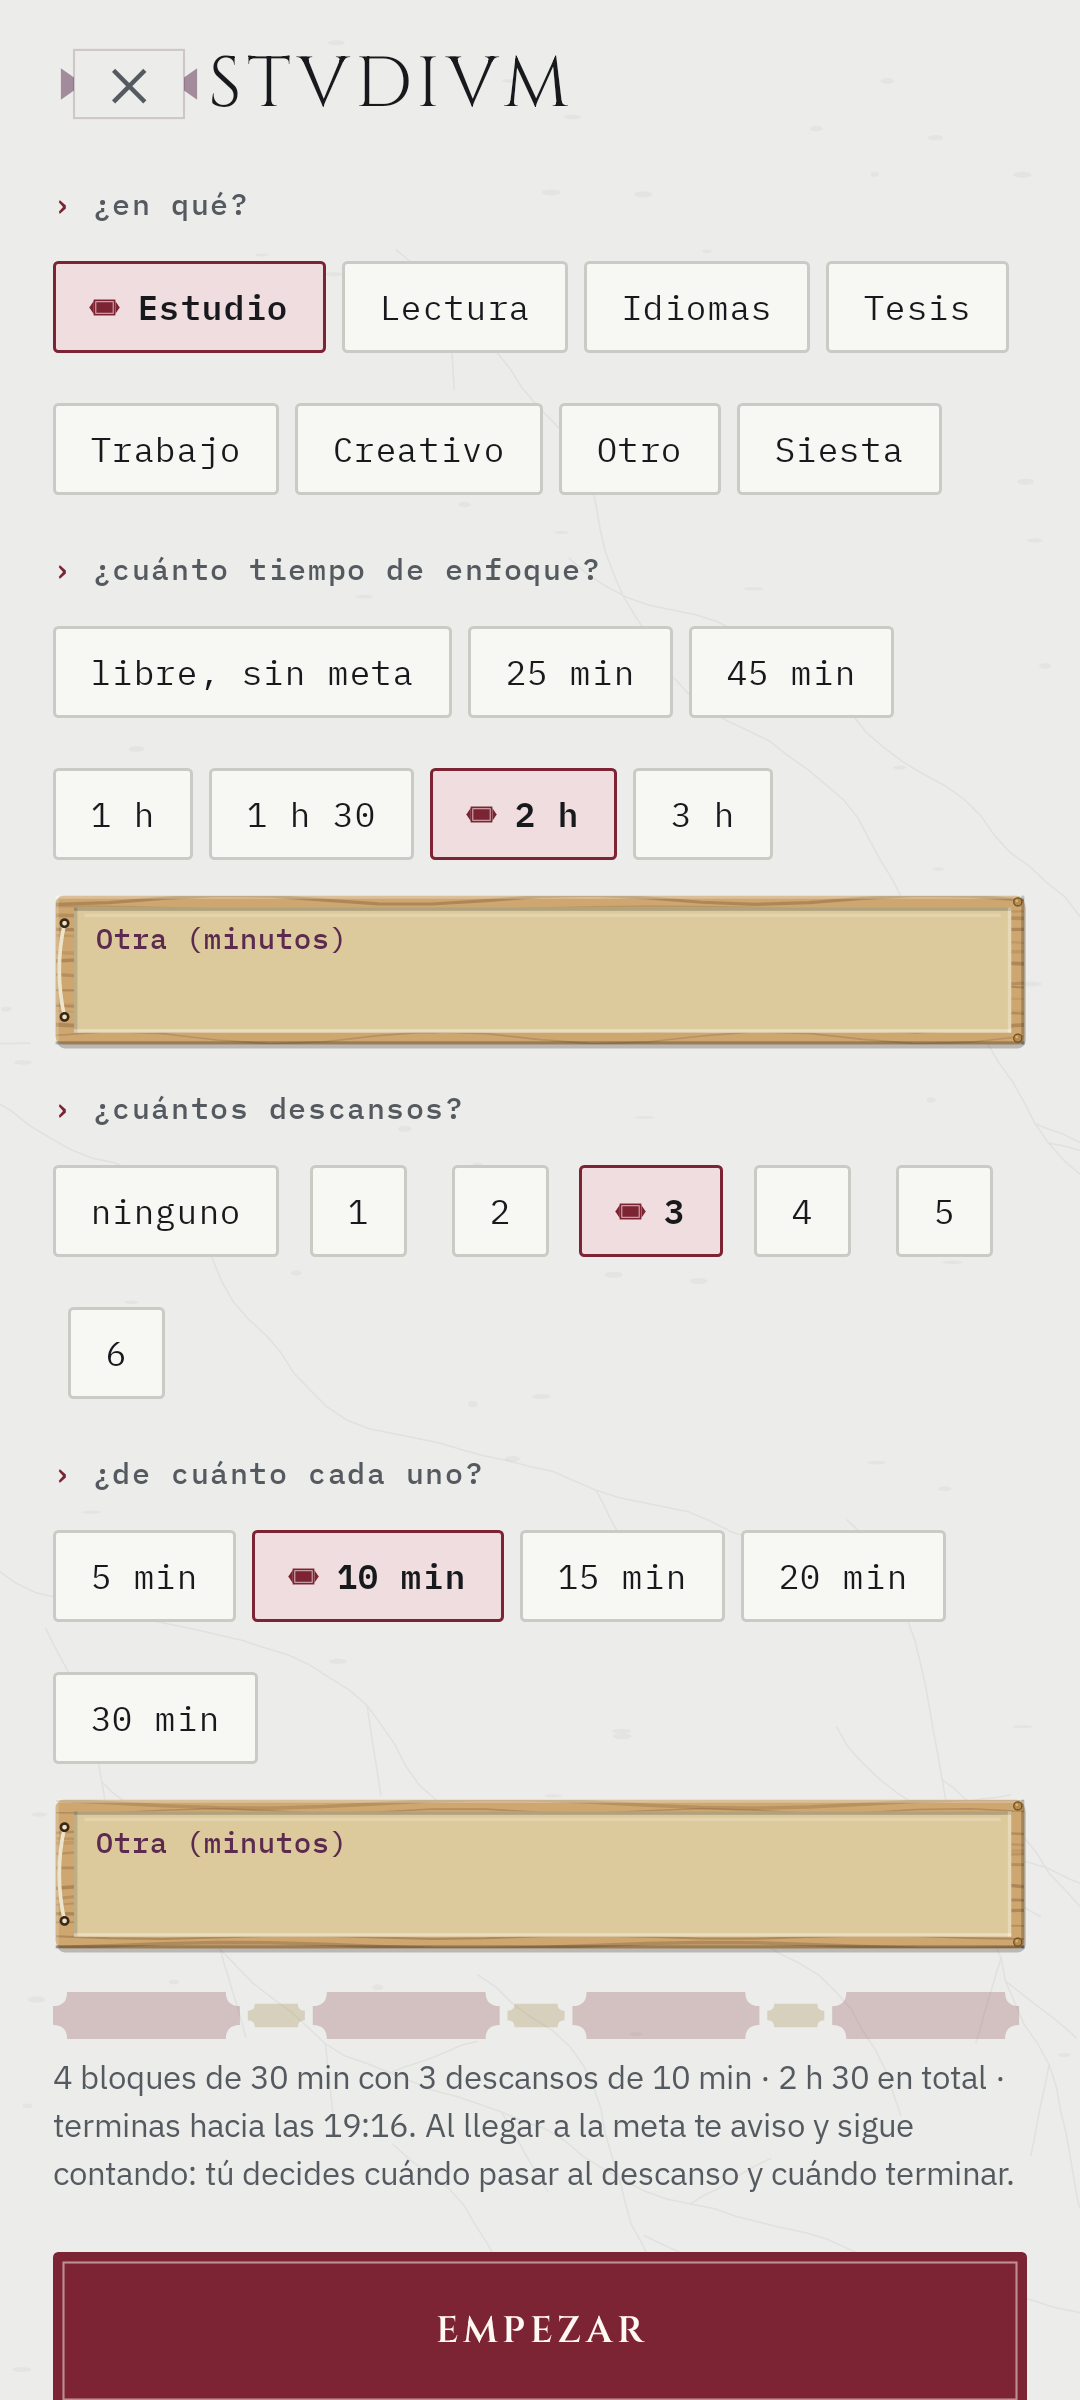 × STVDIVM
› ¿en qué?
Estudio Lectura Idiomas Tesis
Trabajo Creativo Otro Siesta
› ¿cuánto tiempo de enfoque?
libre, sin meta 25 min 45 min
1 h 1 h 30 2 h 3 h
Otra (minutos)
› ¿cuántos descansos?
ninguno 1 2 3 4 5
6
› ¿de cuánto cada uno?
5 min 10 min 15 min 20 min
30 min
Otra (minutos)
4 bloques de 30 min con 3 descansos de 10 min · 2 h 30 en total ·
terminas hacia las 19:16. Al llegar a la meta te aviso y sigue
contando: tú decides cuándo pasar al descanso y cuándo terminar.
EMPEZAR